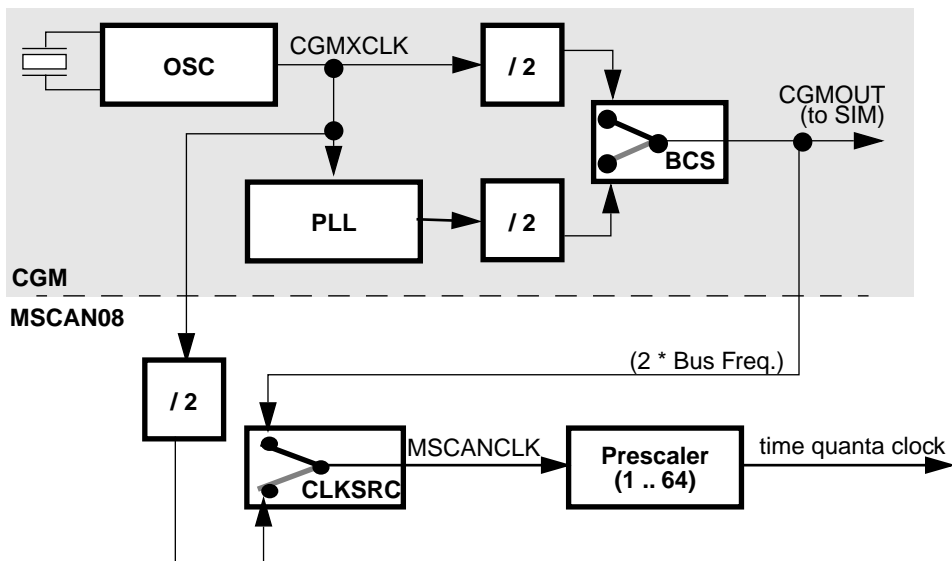 CGMXCLK
OSC
/ 2
CGMOUT
(to SIM)
BCS
PLL
/ 2
CGM
MSCAN08
(2 * Bus Freq.)
/ 2
MSCANCLK
CLKSRC
Prescaler
(1 .. 64)
time quanta clock